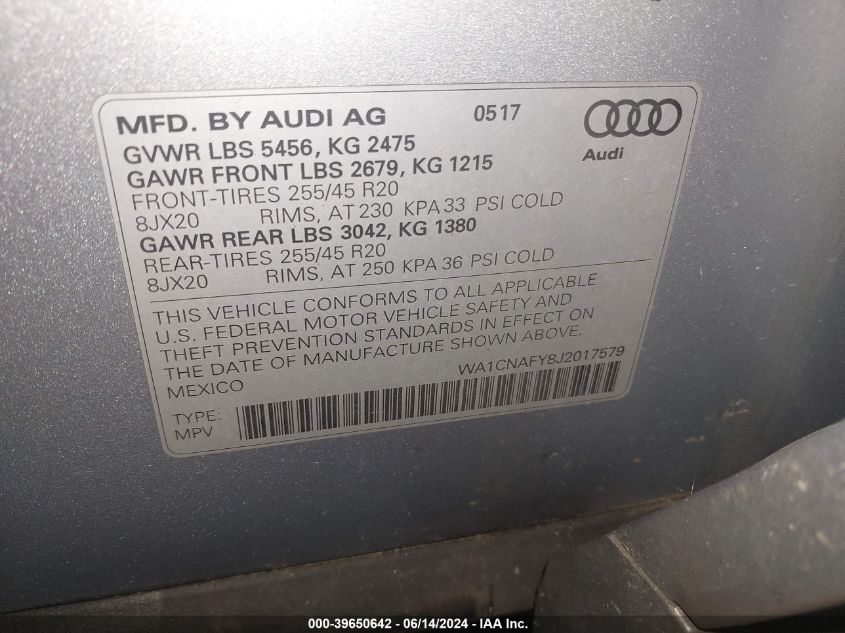 MFD. BY AUDI AG 0517
GVWR LBS 5456, KG 2475
Audi
GAWR FRONT LBS 2679, KG 1215
FRONT-TIRES 255/45 R20
8JX20 RIMS, AT 230 KPA 33 PSI COLD
GAWR REAR LBS 3042, KG 1380
REAR-TIRES 255/45 R20
8JX20 RIMS, AT 250 KPA 36 PSI COLD
THIS VEHICLE CONFORMS TO ALL APPLICABLE
U.S. FEDERAL MOTOR VEHICLE SAFETY AND
THEFT PREVENTION STANDARDS IN EFFECT ON
THE DATE OF MANUFACTURE SHOWN ABOVE.
MEXICO WA1CNAFY8J2017579
TYPE:
MPV
000-39650642 - 06/14/2024 - IAA Inc.